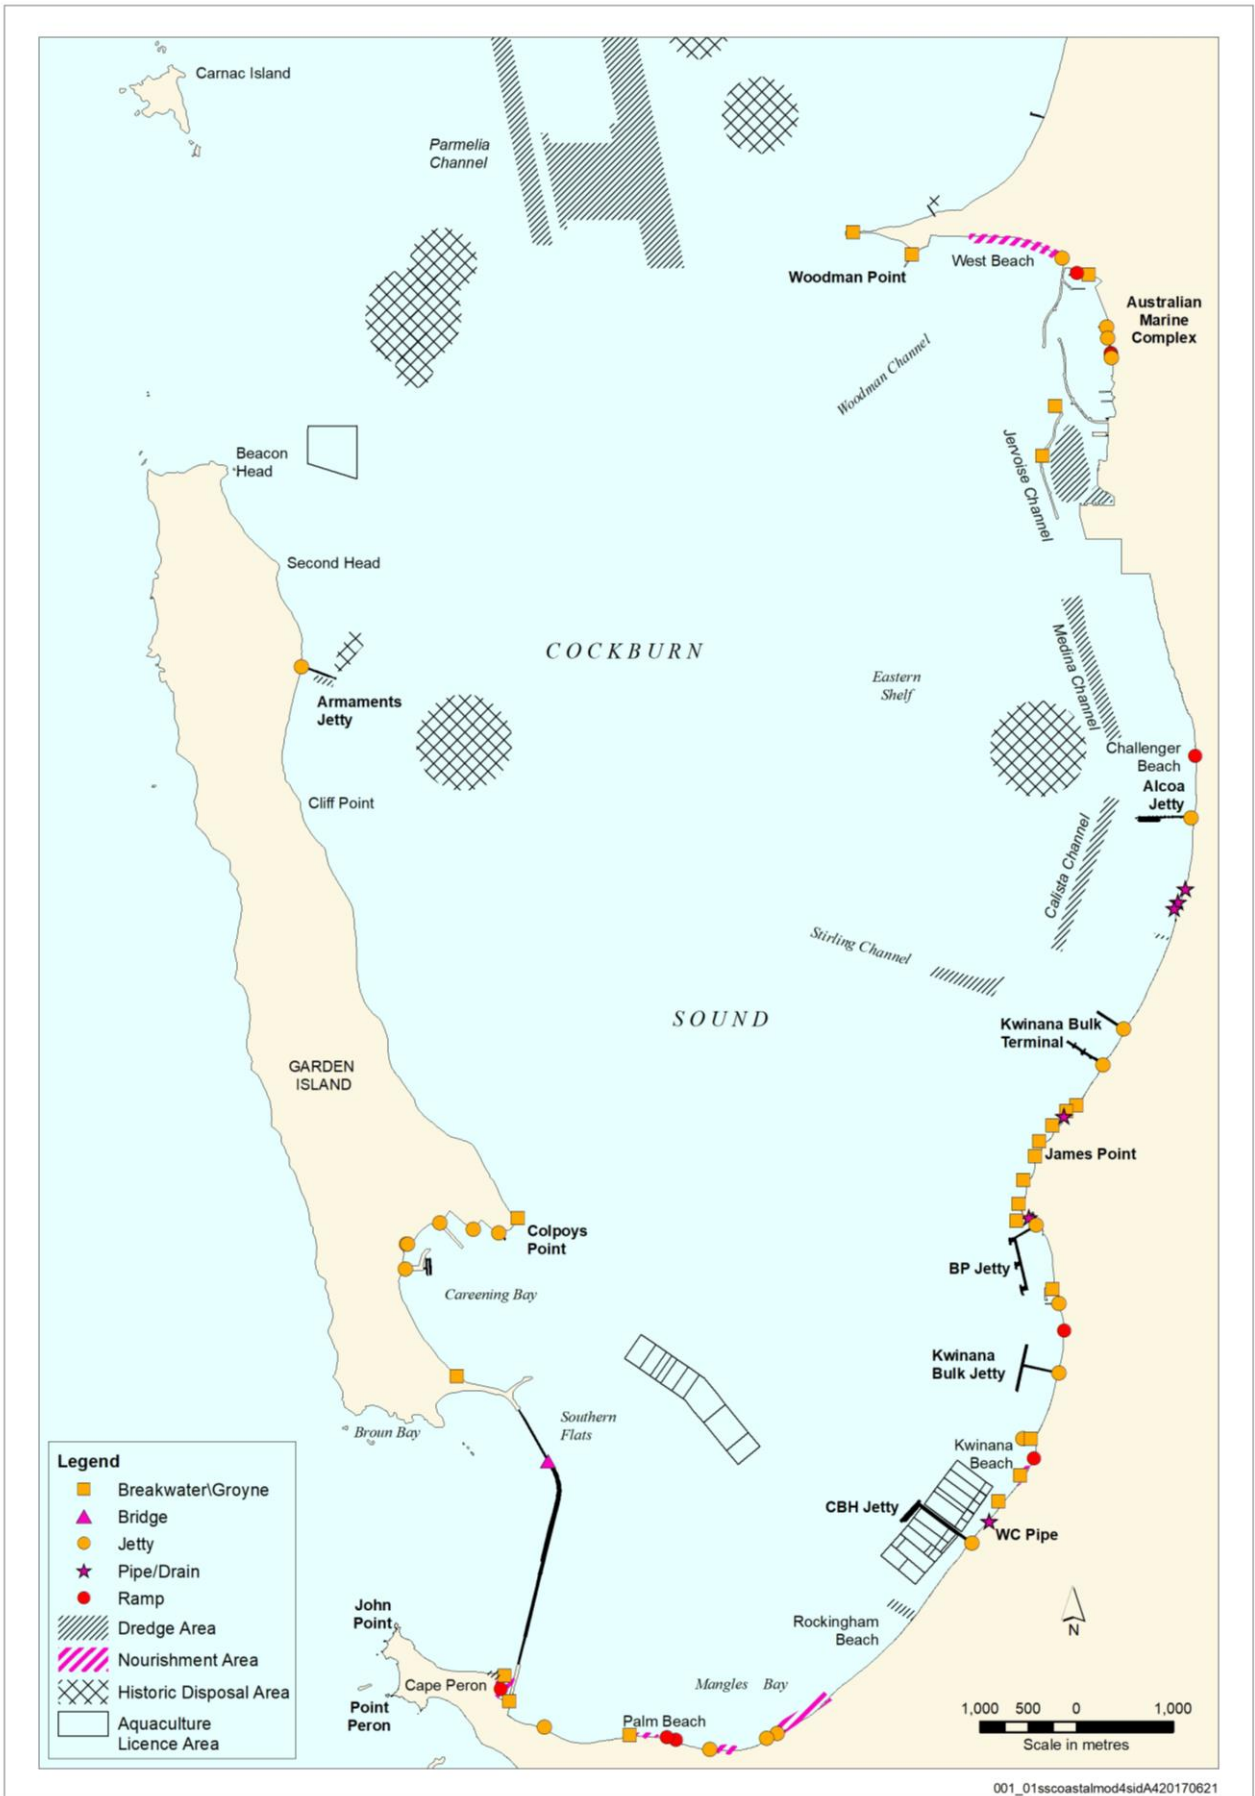 Carnac Island
Parmelia
Channel
West Beach
Woodman Point
Australian
Marine
Complex
Woodman Channel
Jervoise Channel
Beacon
Head
Second Head
COCKBURN
Medina Channel
Eastern
Shelf
Armaments
Jetty
Challenger
Beach
Alcoa
Jetty
Cliff Point
Calista Channel
Stirling Channel
SOUND
Kwinana Bulk
Terminal
GARDEN
ISLAND
James Point
Colpoys
Point
BP Jetty
Careening Bay
Kwinana
Bulk Jetty
Southern
Flats
Broun Bay
Kwinana
Beach
CBH Jetty
WC Pipe
Legend
Breakwater\Groyne
Bridge
Jetty
Pipe/Drain
Ramp
Dredge Area
Nourishment Area
Historic Disposal Area
Aquaculture
Licence Area
John
Point
Rockingham
Beach
N
Cape Peron
Mangles Bay
Point
Peron
Palm Beach
1,000 500 0 1,000
Scale in metres
001_01sscoastalmod4sidA420170621